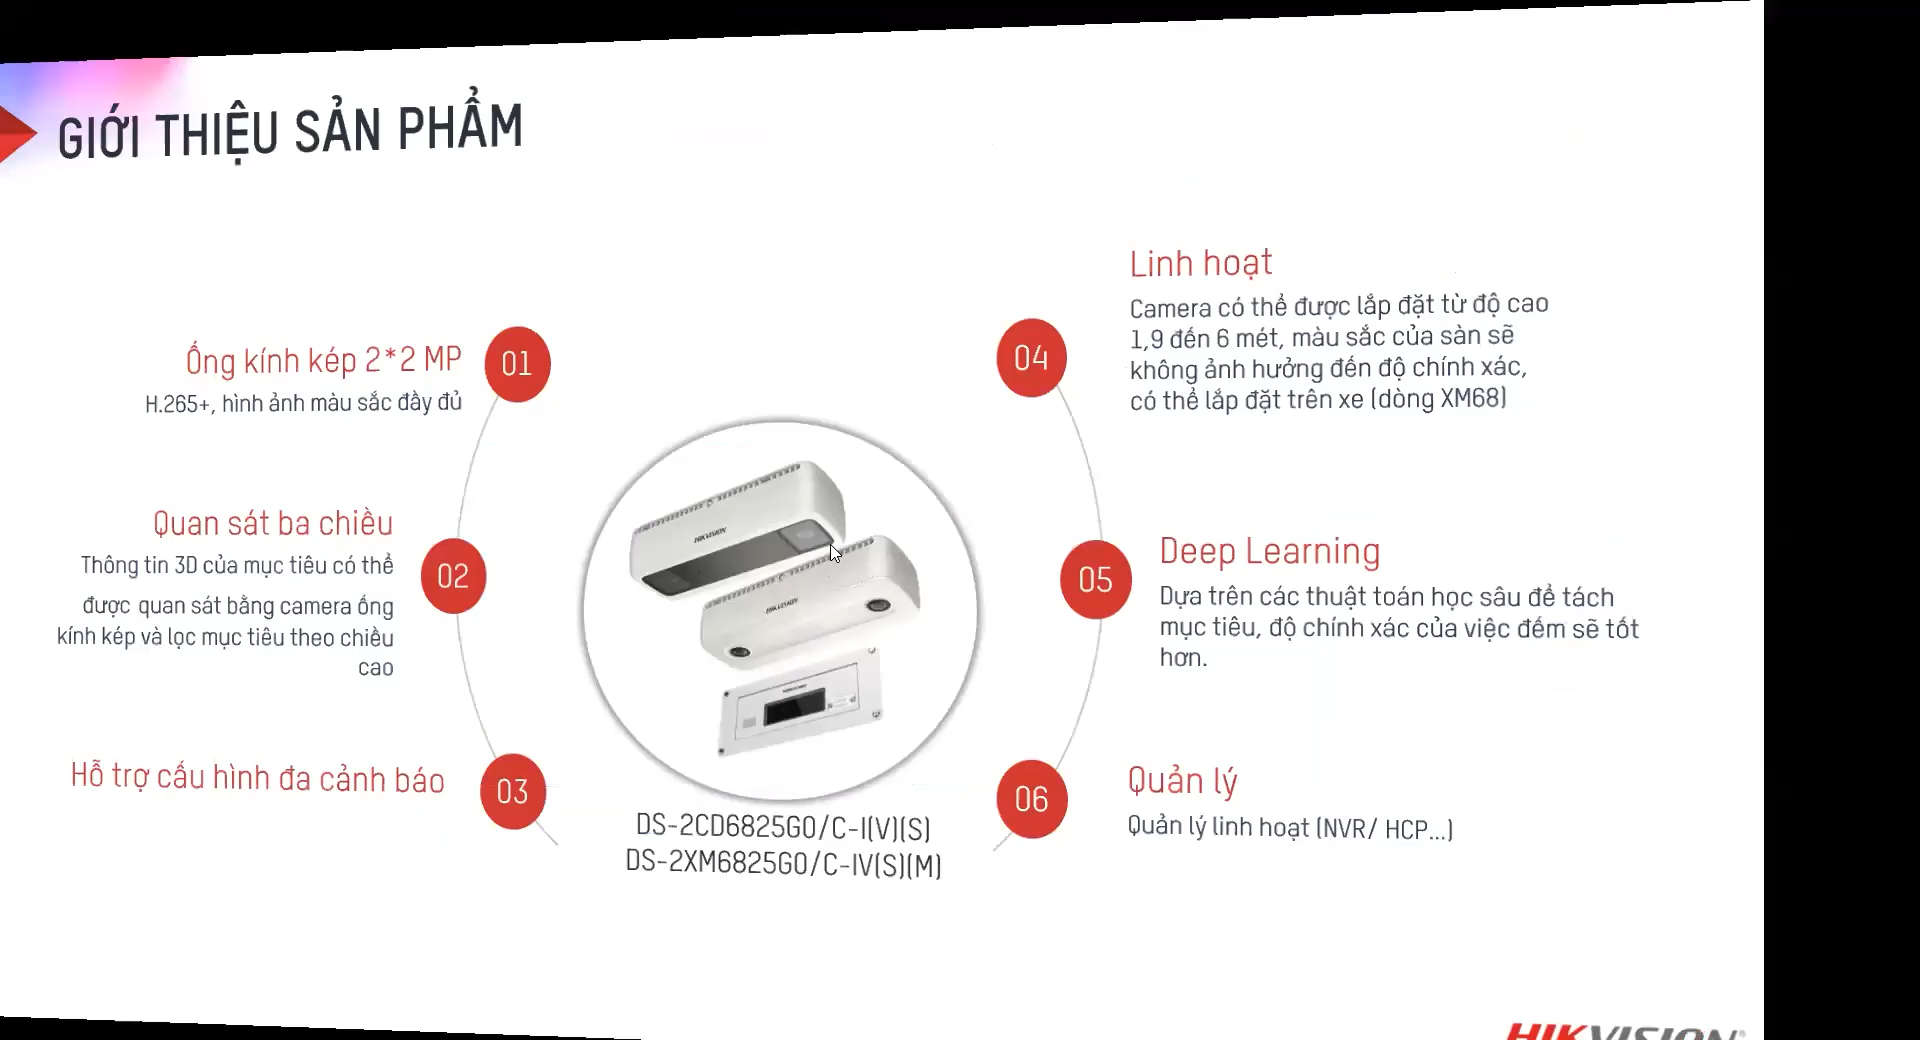 GIỚI THIỆU SẢN PHẨM
Ống kính kép 2*2 MP
H.265+, hình ảnh màu sắc đầy đủ
01
Quan sát ba chiều
Thông tin 3D của mục tiêu có thể
được quan sát bằng camera ống
kính kép và lọc mục tiêu theo chiều
cao
02
Hỗ trợ cấu hình đa cảnh báo
03
HIKVISION
HIKVISION
DS-2CD6825G0/C-I(V)(S)
DS-2XM6825G0/C-IV(S)(M)
04
Linh hoạt
Camera có thể được lắp đặt từ độ cao
1,9 đến 6 mét, màu sắc của sàn sẽ
không ảnh hưởng đến độ chính xác,
có thể lắp đặt trên xe (dòng XM68)
05
Deep Learning
Dựa trên các thuật toán học sâu để tách
mục tiêu, độ chính xác của việc đếm sẽ tốt
hơn.
06
Quản lý
Quản lý linh hoạt (NVR/ HCP...)
HIKVISION®